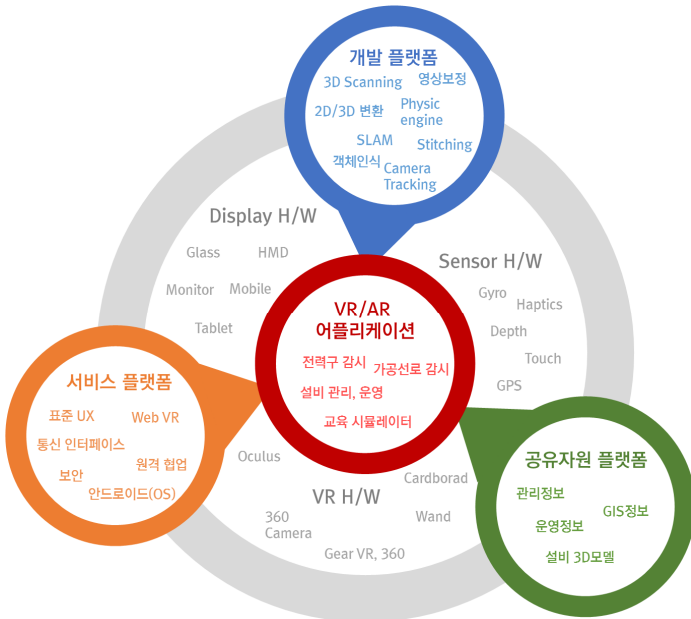 개발 플랫폼
3D Scanning
영상보정
2D/3D 변환
Physic
engine
SLAM
Stitching
객체인식
Camera
Tracking
Display H/W
Glass
HMD
Monitor
Mobile
Tablet
Sensor H/W
Gyro
Haptics
Depth
Touch
GPS
VR/AR
어플리케이션
전력구 감시
가공선로 감시
설비 관리, 운영
교육 시뮬레이터
서비스 플랫폼
표준 UX
Web VR
통신 인터페이스
원격 협업
보안
안드로이드(OS)
Oculus
Cardborad
VR H/W
Wand
360
Camera
Gear VR, 360
공유자원 플랫폼
관리정보
GIS정보
운영정보
설비 3D모델